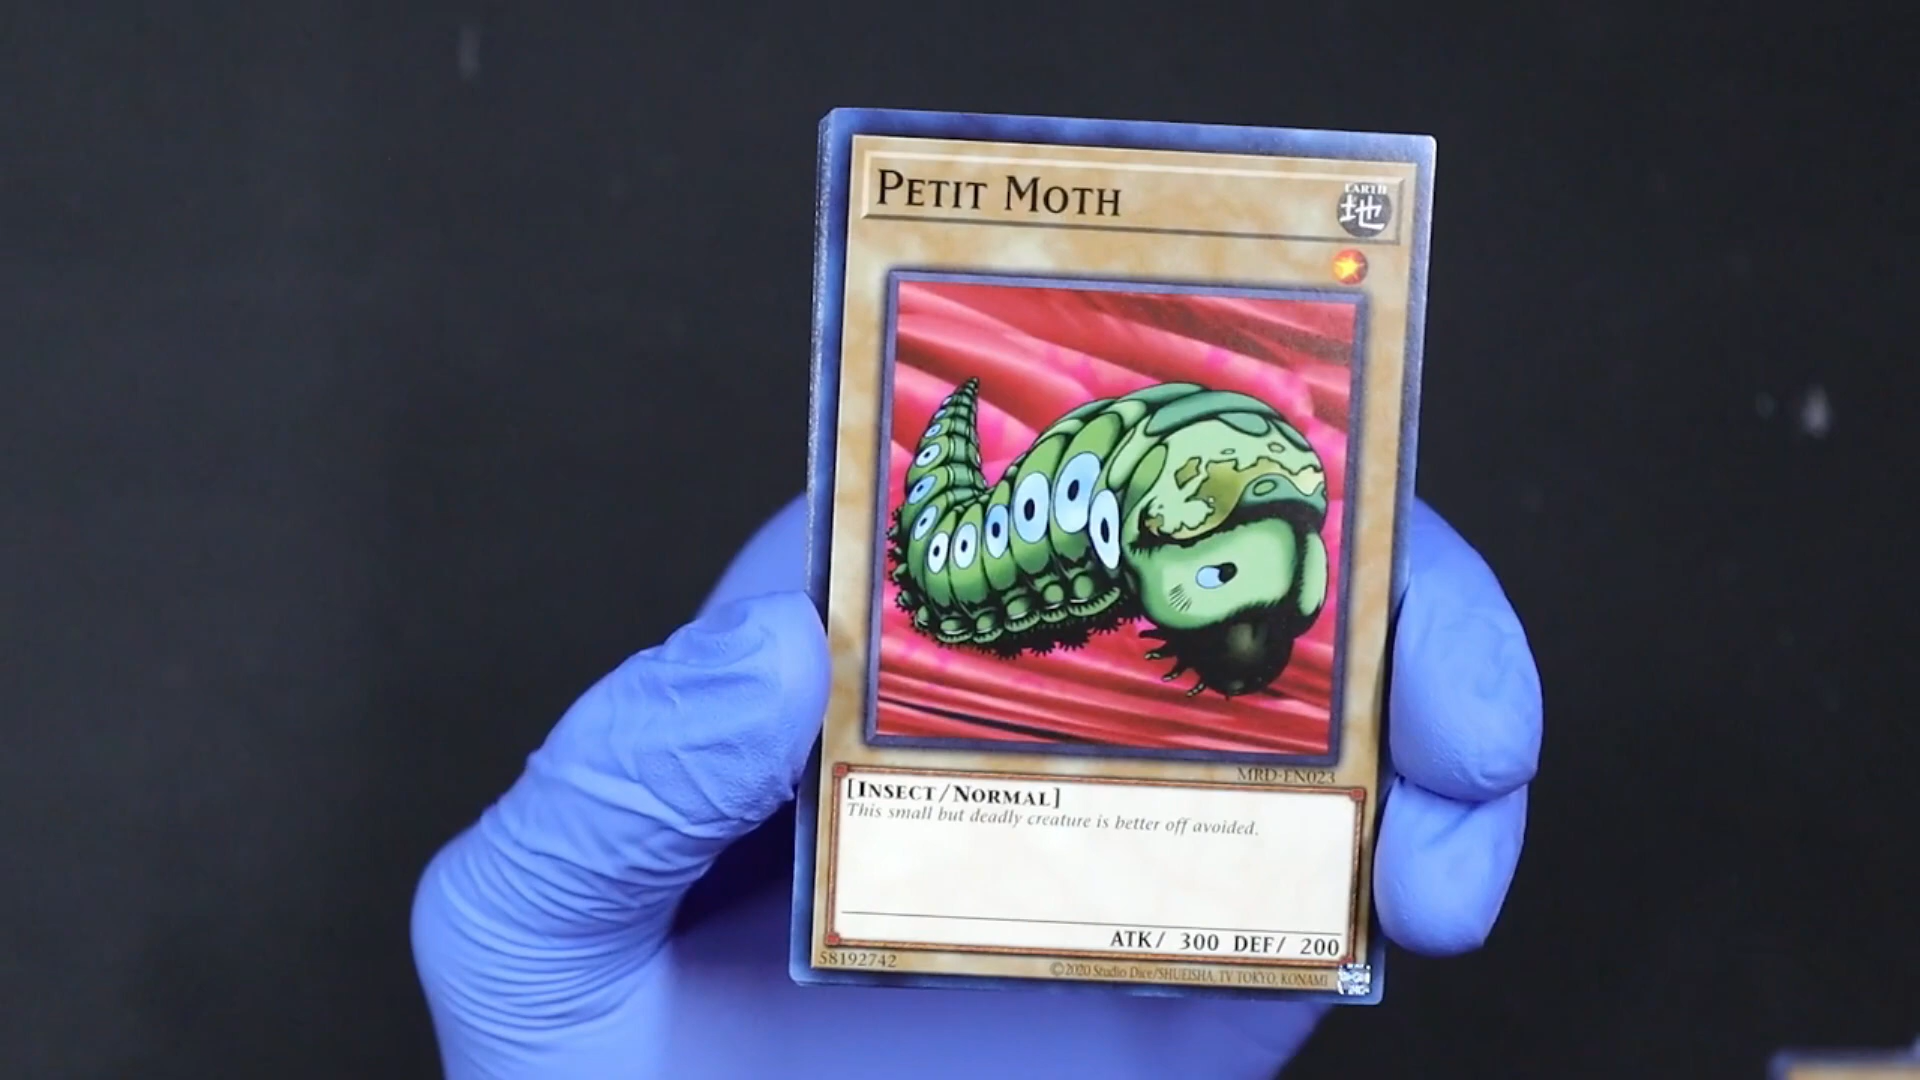 PETIT MOTH
EARTH
地
MRD-EN023
[INSECT/NORMAL]
This small but deadly creature is better off avoided.
ATK/ 300 DEF/ 200
58192742
©2020 Studio Dice/SHUEISHA, TV TOKYO, KONAMI